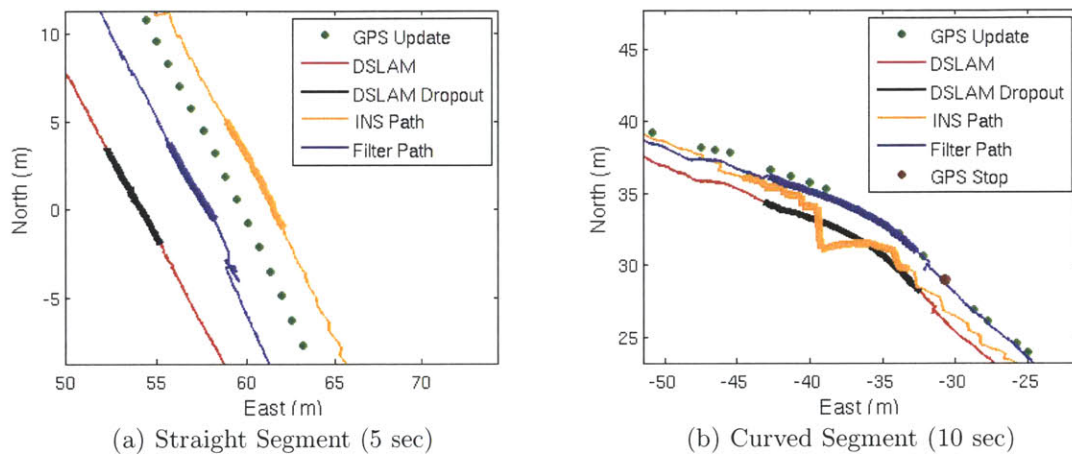 GPS Update
DSLAM
DSLAM Dropout
INS Path
Filter Path
10
5
0
-5
North (m)
50 55 60 65 70
East (m)
(a) Straight Segment (5 sec)
GPS Update
DSLAM
DSLAM Dropout
INS Path
Filter Path
GPS Stop
45
40
35
30
25
North (m)
-50 -45 -40 -35 -30 -25
East (m)
(b) Curved Segment (10 sec)